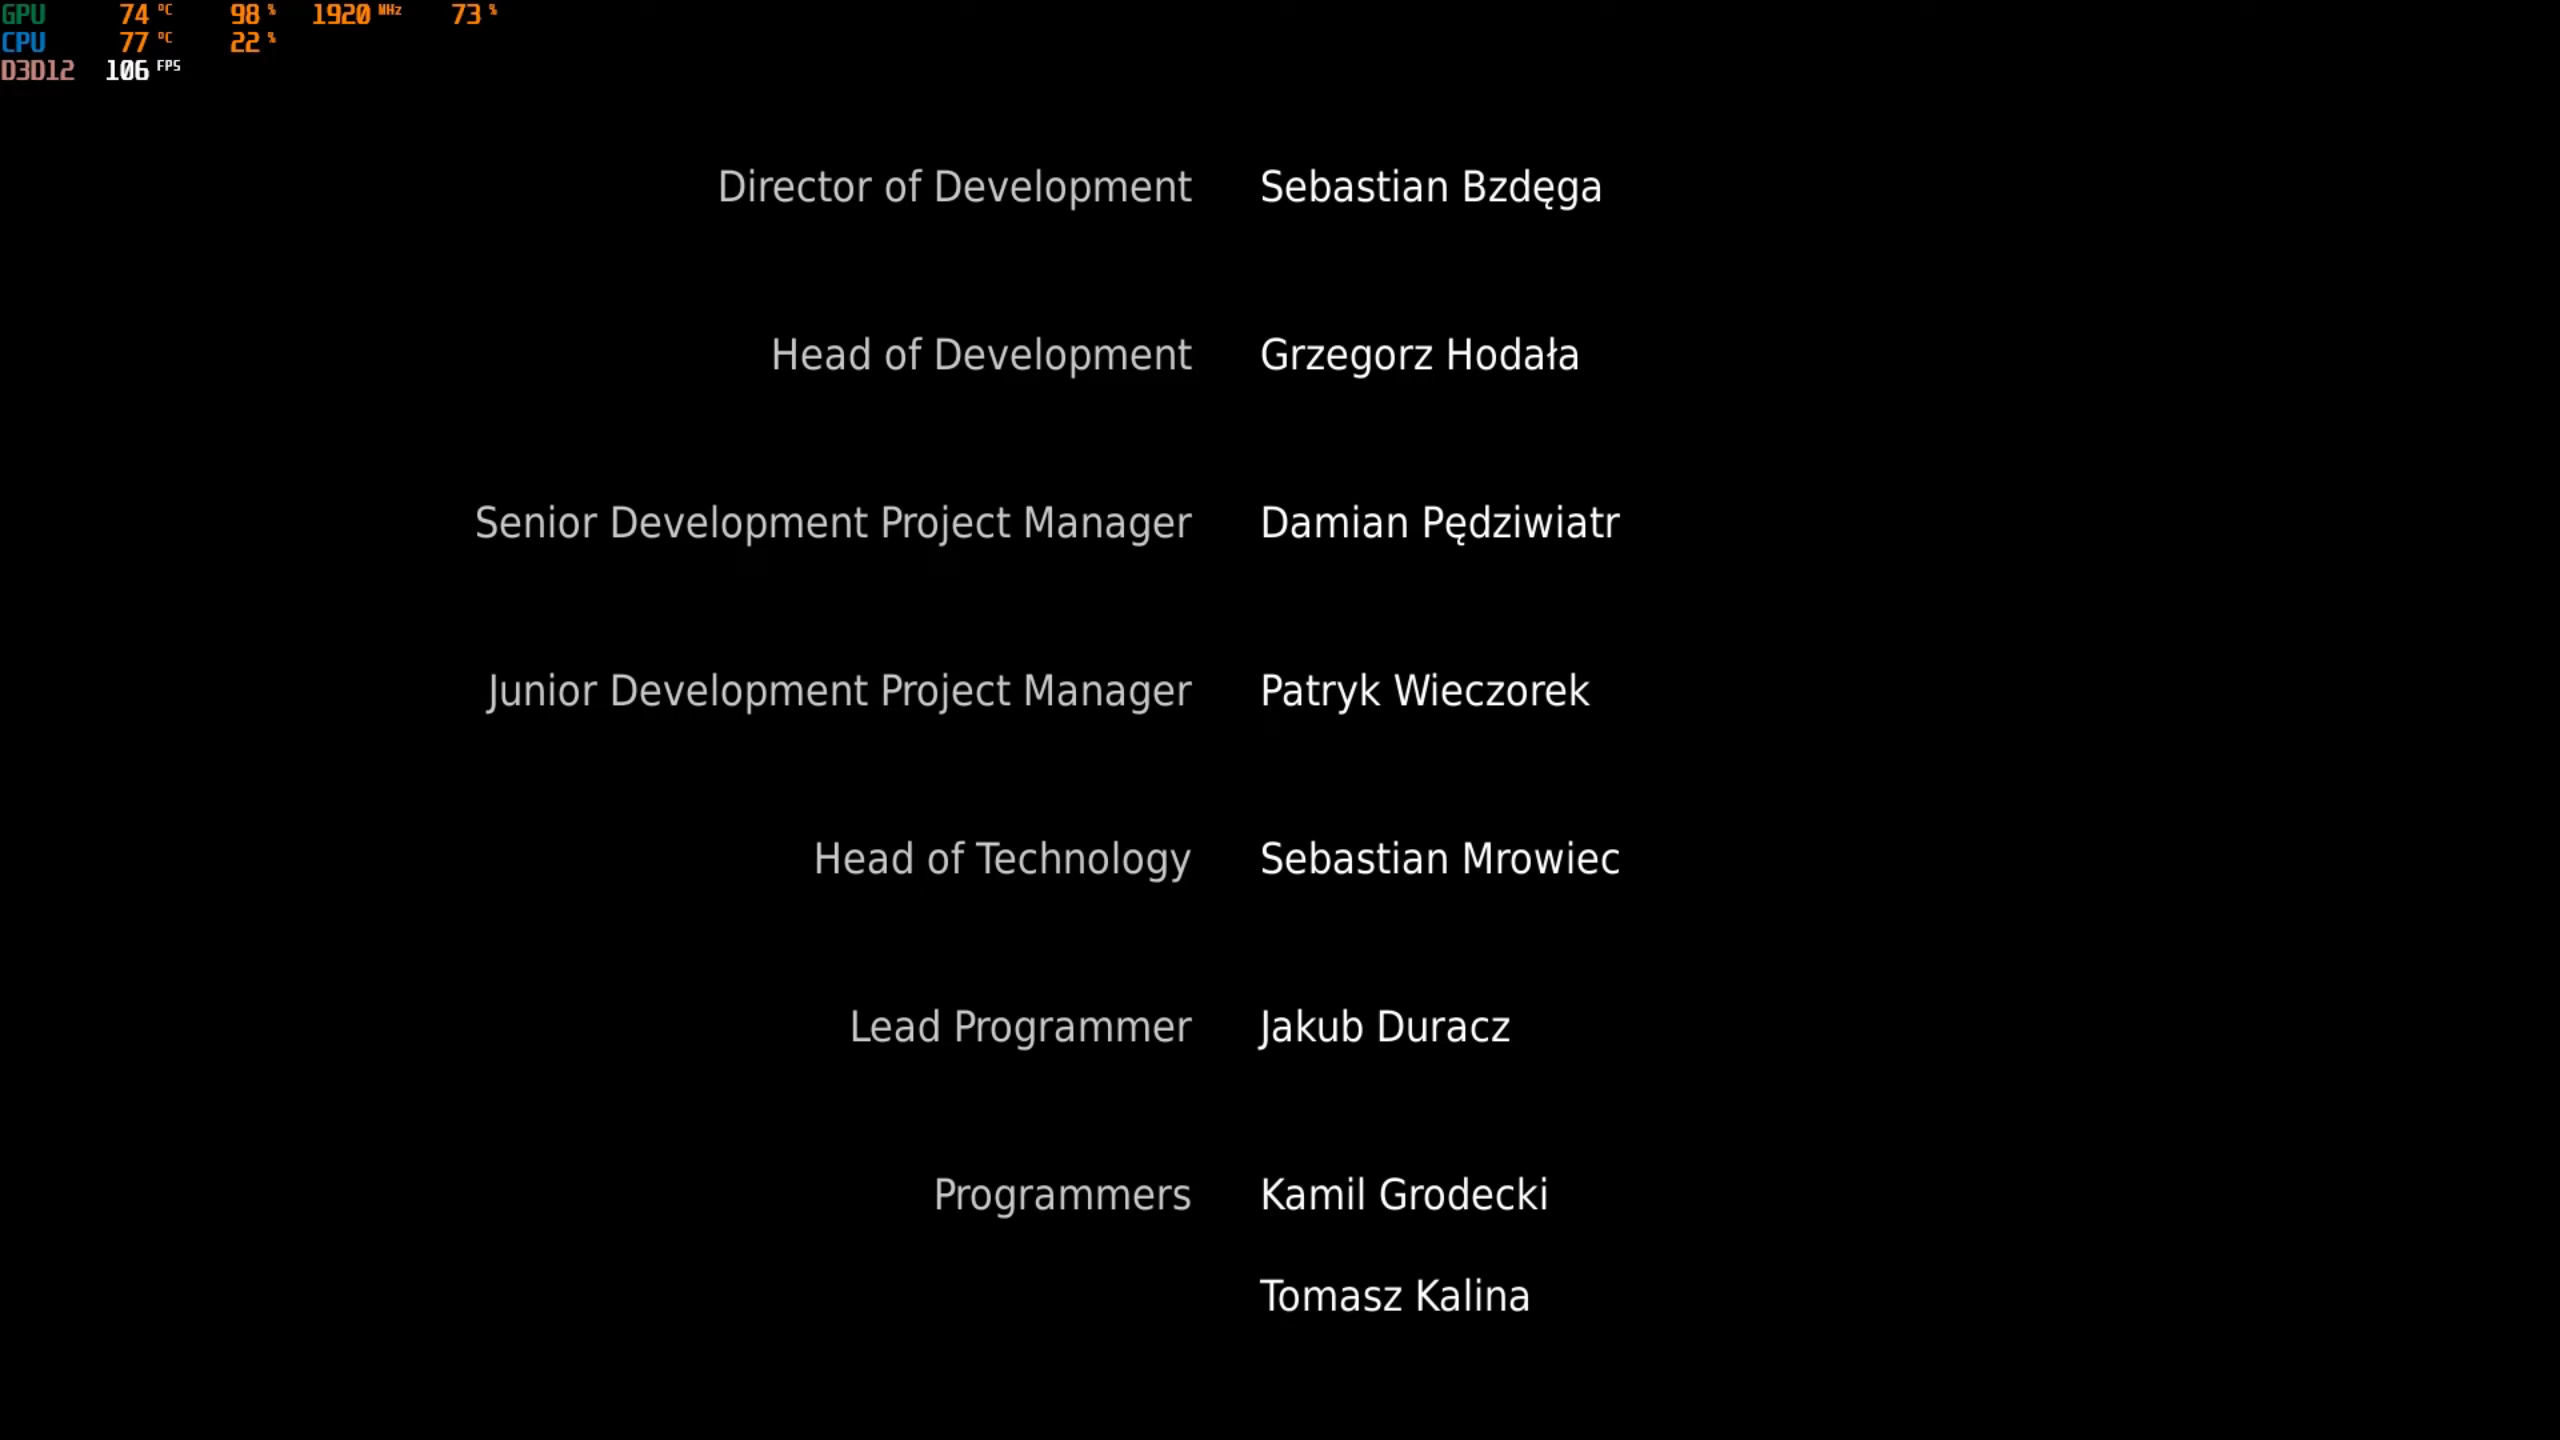 GPU 74 °C 98 % 1920 MHz 73 %
CPU 77 °C 22 %
D3D12 106 FPS
Director of Development Sebastian Bzdęga
Head of Development Grzegorz Hodała
Senior Development Project Manager Damian Pędziwiatr
Junior Development Project Manager Patryk Wieczorek
Head of Technology Sebastian Mrowiec
Lead Programmer Jakub Duracz
Programmers Kamil Grodecki
Tomasz Kalina